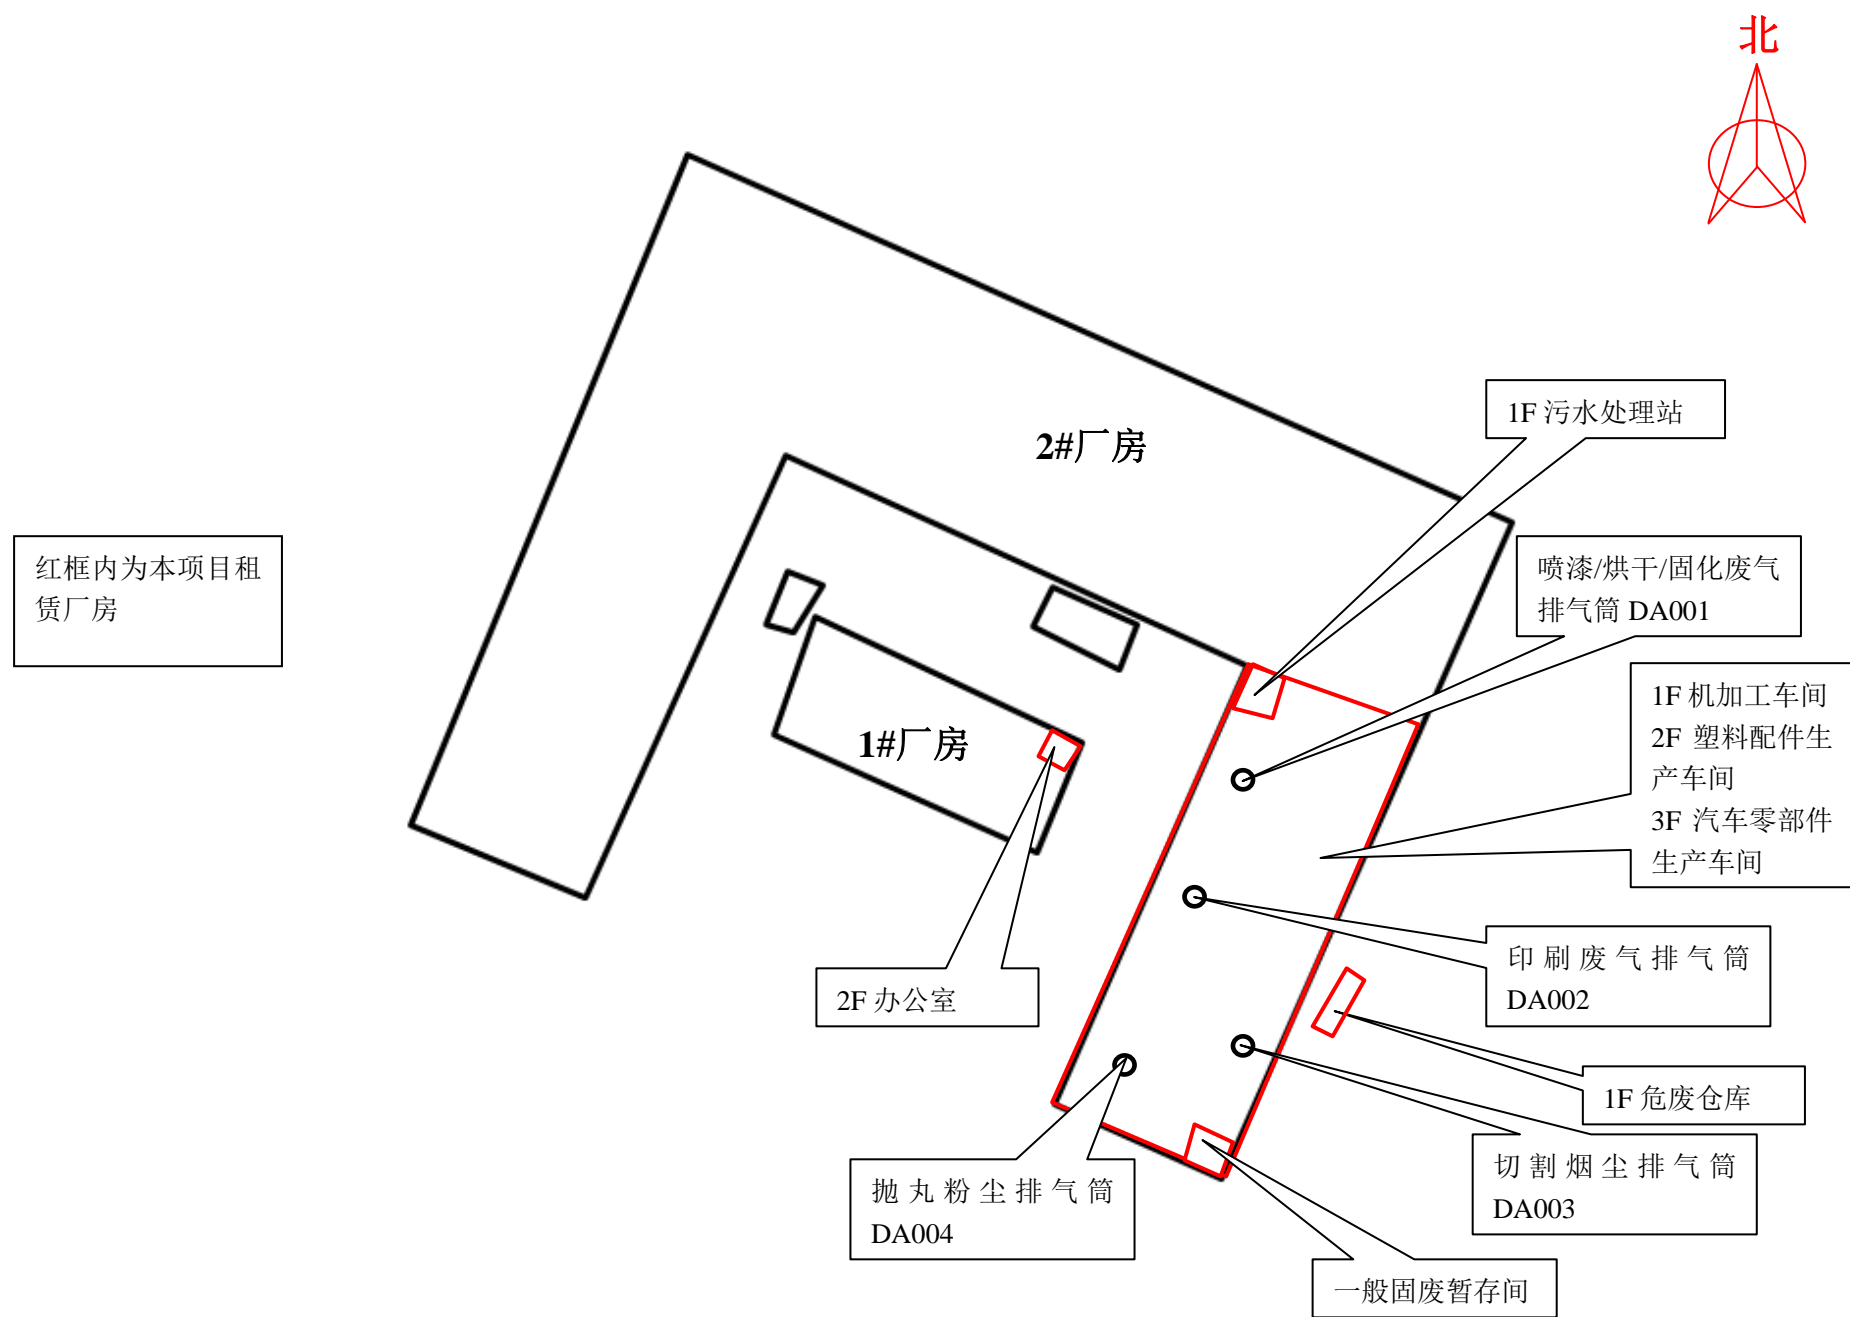 北
1F 污水处理站
2#厂房
红框内为本项目租
赁厂房
喷漆/烘干/固化废气
排气筒 DA001
1F 机加工车间
2F 塑料配件生
产车间
3F 汽车零部件
生产车间
1#厂房
印刷废气排气筒
DA002
2F 办公室
1F 危废仓库
切割烟尘排气筒
DA003
抛丸粉尘排气筒
DA004
一般固废暂存间